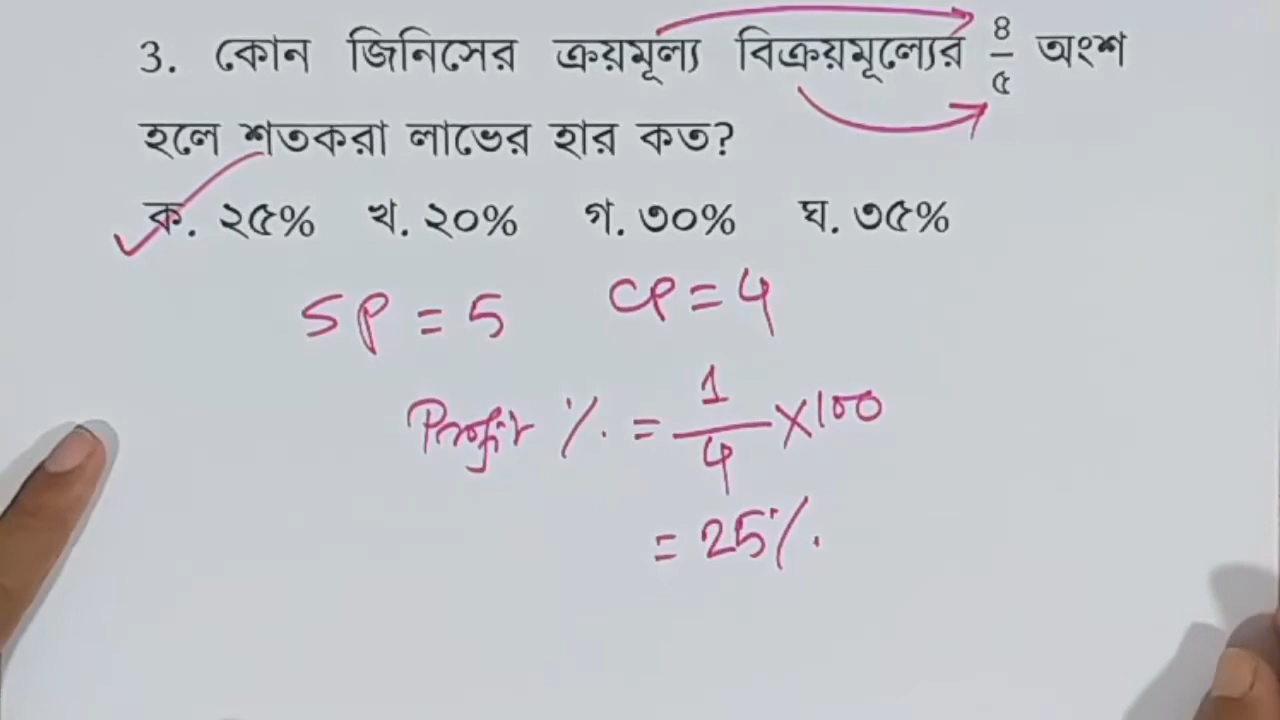 3. কোন জিনিসের ক্রয়মূল্য বিক্রয়মূল্যের ৪/৫ অংশ
হলে শতকরা লাভের হার কত?
ক. ২৫% খ. ২০% গ. ৩০% ঘ. ৩৫%
SP = 5 CP = 4
Profit % = 1/4 × 100
= 25%